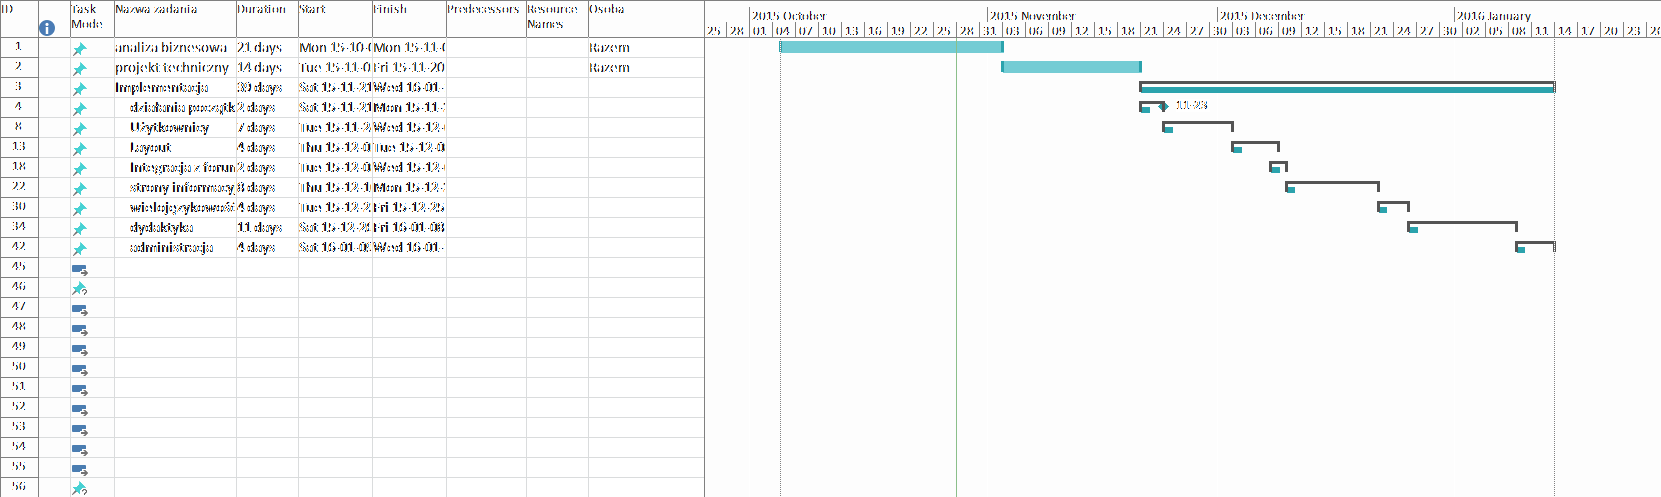 ID Task Mode Nazwa zadania Duration Start Finish Predecessors Resource Names Osoba
2015 October 2015 November 2015 December 2016 January
25 28 01 04 07 10 13 16 19 22 25 28 31 03 06 09 12 15 18 21 24 27 30 03 06 09 12 15 18 21 24 27 30 02 05 08 11 14 17 20 23 26
1 analiza biznesowa 21 days Mon 15-10-0 Mon 15-11-0 Razem
2 projekt techniczny 14 days Tue 15-11-0 Fri 15-11-20 Razem
3 Implementacja 39 days Sat 15-11-21 Wed 16-01-
4 działania początk 2 days Sat 15-11-21 Mon 15-11-
11-23
8 Użytkownicy 7 days Tue 15-11-2 Wed 15-12-0
13 Layout 4 days Thu 15-12-0 Tue 15-12-0
18 Integracja z forum 2 days Tue 15-12-0 Wed 15-12-0
22 strony informacyj 8 days Thu 15-12-1 Mon 15-12-
30 wielojęzykowość 4 days Tue 15-12-2 Fri 15-12-25
34 dydaktyka 11 days Sat 15-12-2 Fri 16-01-08
42 administracja 4 days Sat 16-01-0 Wed 16-01-
45
46
47
48
49
50
51
52
53
54
55
56